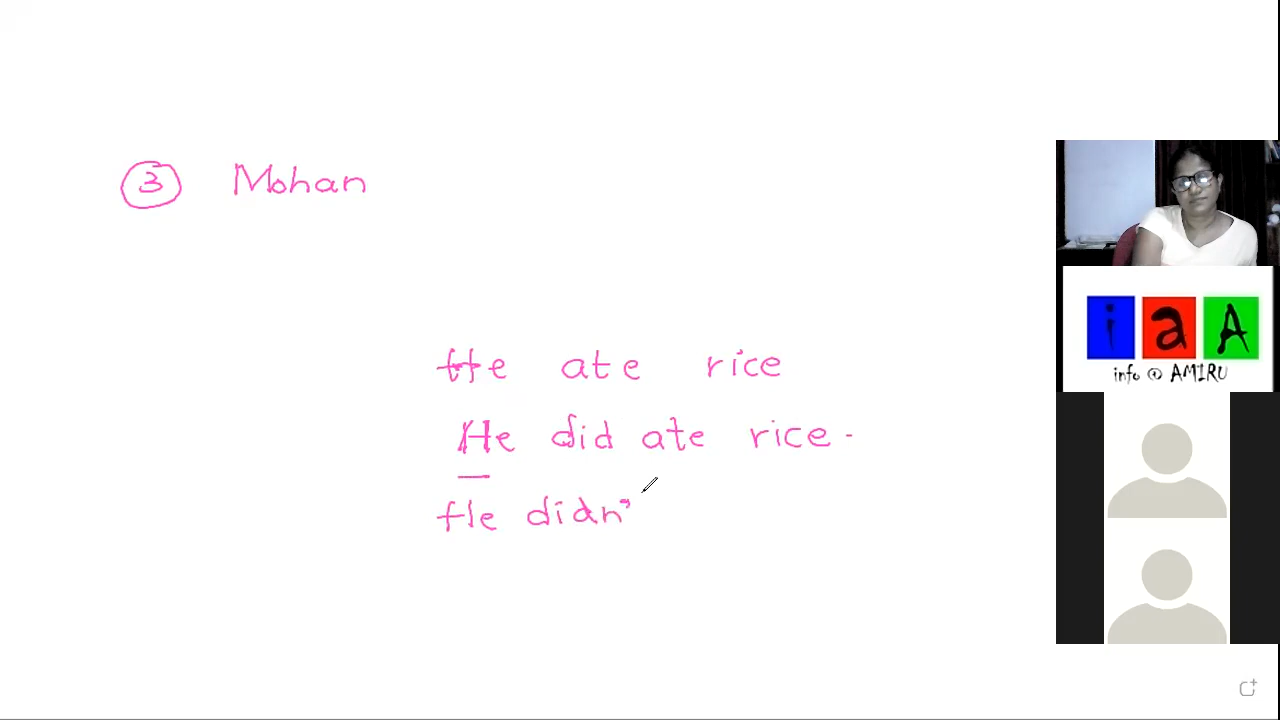 3 Mohan
He ate rice
He did ate rice.
He didn'
i a A
info @ AMIRU